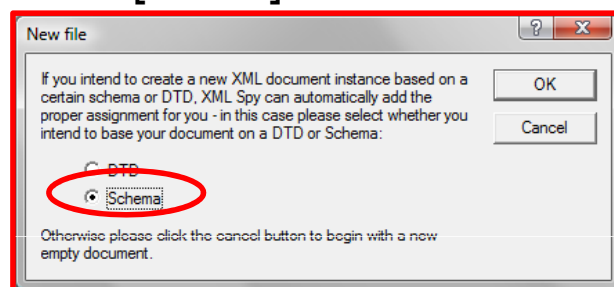 New file
If you intend to create a new XML document instance based on a
certain schema or DTD, XML Spy can automatically add the
proper assignment for you - in this case please select whether you
intend to base your document on a DTD or Schema:
OK
Cancel
DTD
Schema
Otherwise please click the cancel button to begin with a new
empty document.